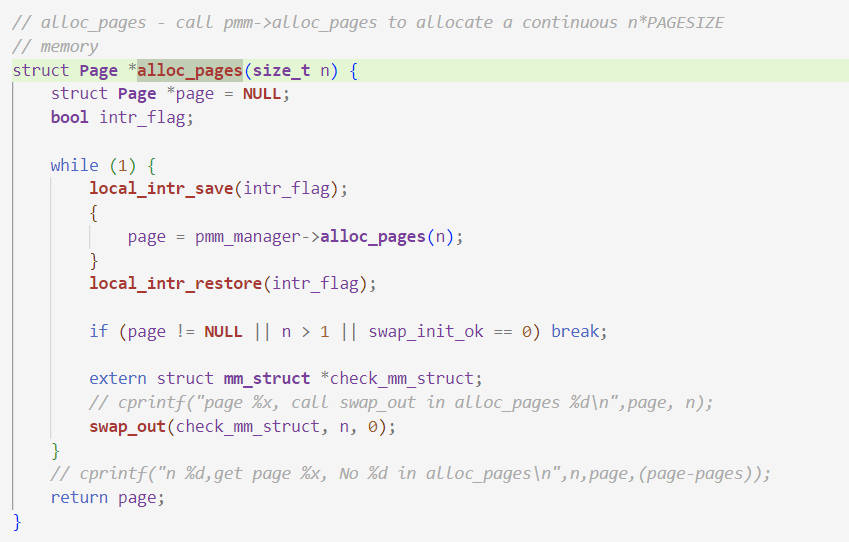 // alloc_pages - call pmm->alloc_pages to allocate a continuous n*PAGESIZE
// memory
struct Page *alloc_pages(size_t n) {
    struct Page *page = NULL;
    bool intr_flag;

    while (1) {
        local_intr_save(intr_flag);
        {
            page = pmm_manager->alloc_pages(n);
        }
        local_intr_restore(intr_flag);

        if (page != NULL || n > 1 || swap_init_ok == 0) break;

        extern struct mm_struct *check_mm_struct;
        // cprintf("page %x, call swap_out in alloc_pages %d\n",page, n);
        swap_out(check_mm_struct, n, 0);
    }
    // cprintf("n %d,get page %x, No %d in alloc_pages\n",n,page,(page-pages));
    return page;
}